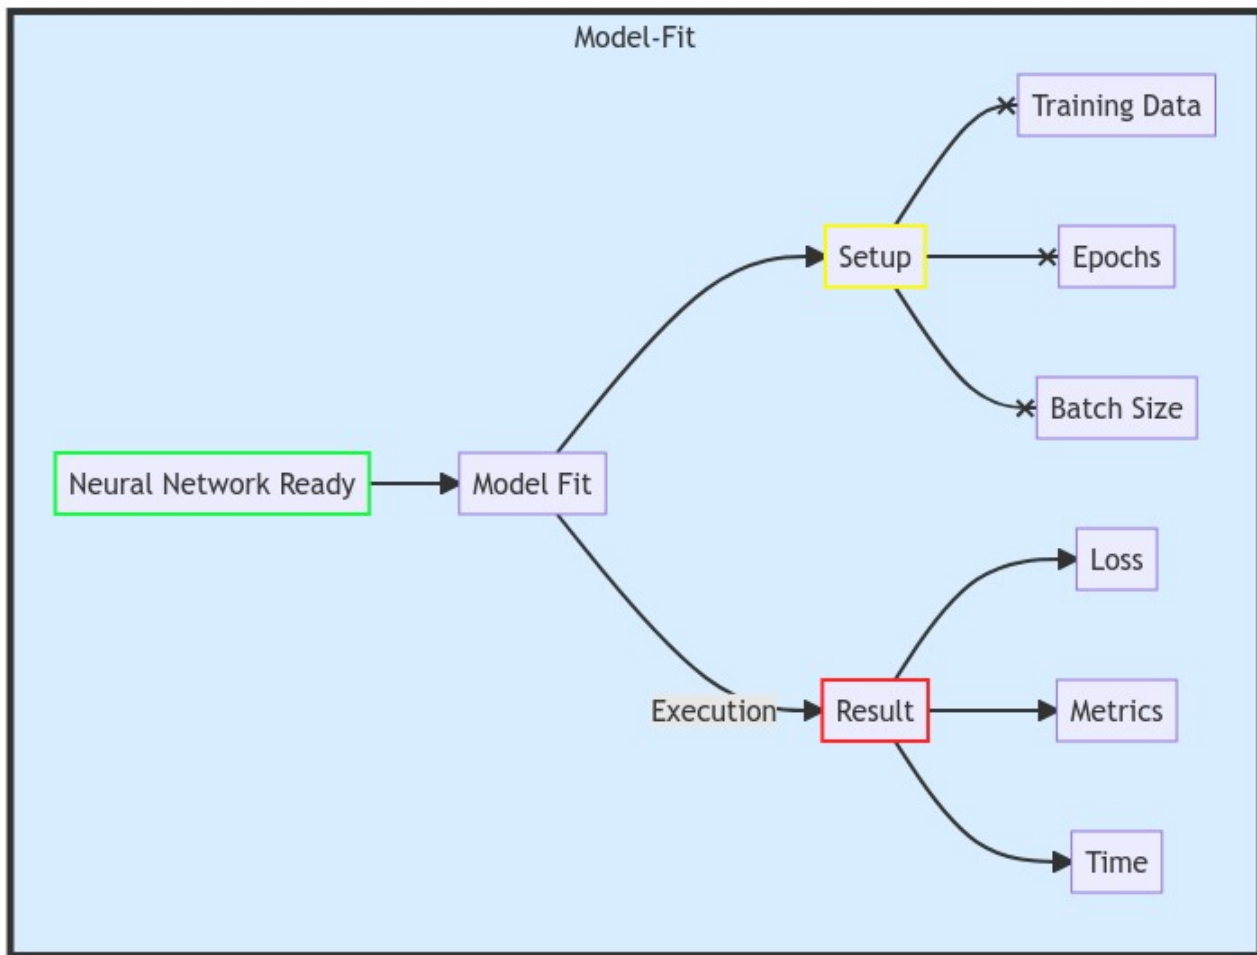 Model-Fit
Training Data
Setup
Epochs
Batch Size
Neural Network Ready
Model Fit
Loss
Execution
Result
Metrics
Time